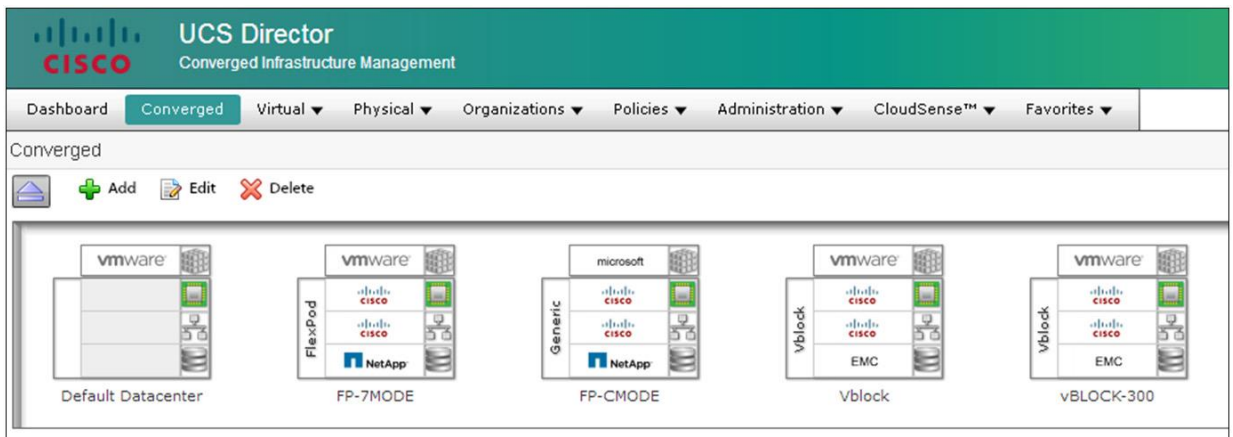 UCS Director
CISCO
Converged Infrastructure Management
Dashboard Converged Virtual Physical Organizations Policies Administration CloudSense™ Favorites
Converged
Add Edit Delete
vmware vmware microsoft vmware vmware
FlexPod
CISCO
CISCO
NetApp
Generic
CISCO
CISCO
NetApp
Vblock
CISCO
CISCO
EMC
Vblock
CISCO
CISCO
EMC
Default Datacenter FP-7MODE FP-CMODE Vblock vBLOCK-300